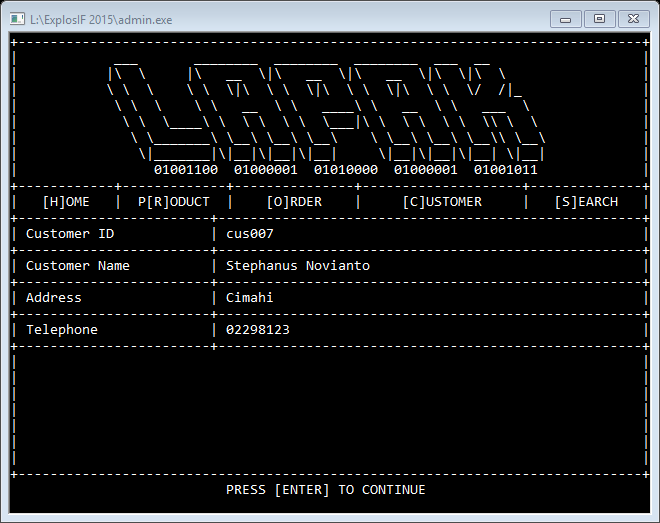 L:\ExplosIF 2015\admin.exe
LAPAK
01001100 01000001 01010000 01000001 01001011
[H]OME | P[R]ODUCT | [O]RDER | [C]USTOMER | [S]EARCH
Customer ID | cus007
Customer Name | Stephanus Novianto
Address | Cimahi
Telephone | 02298123
PRESS [ENTER] TO CONTINUE